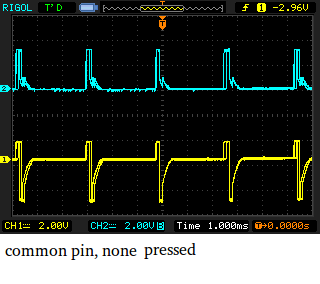 RIGOL T'D T f 1 -2.96V
T
2
1
CH1 2.00V CH2 2.00V B Time 1.000ms T→0.0000s
common pin, none pressed